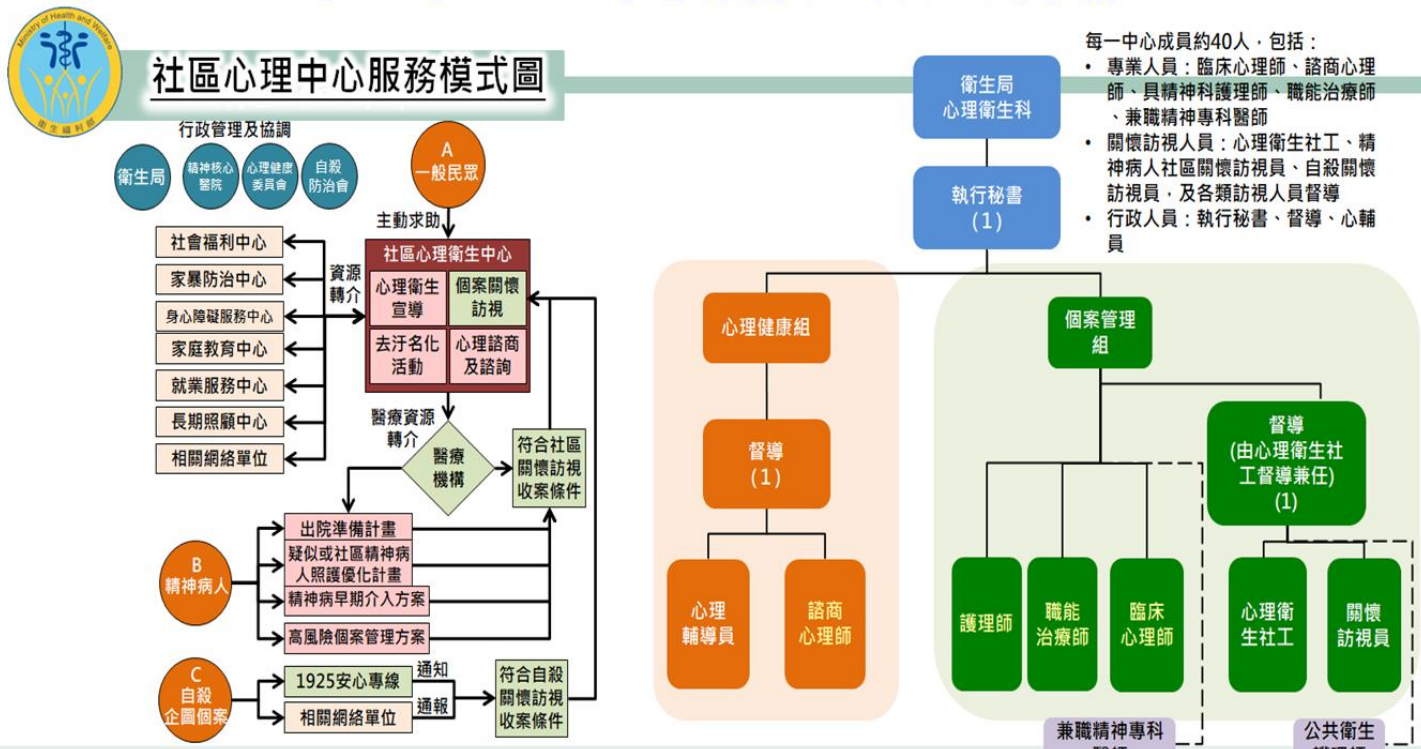 Ministry of Health and Welfare
衛生福利部
社區心理中心服務模式圖
行政管理及協調
衛生局
精神核心
醫院
心理健康
委員會
自殺
防治會
A
一般民眾
主動求助
社會福利中心
家暴防治中心
身心障礙服務中心
家庭教育中心
就業服務中心
長期照顧中心
相關網絡單位
資源
轉介
社區心理衛生中心
心理衛生
宣導
個案關懷
訪視
去汙名化
活動
心理諮商
及諮詢
醫療資源
轉介
醫療
機構
符合社區
關懷訪視
收案條件
B
精神病人
出院準備計畫
疑似或社區精神病
人照護優化計畫
精神病早期介入方案
高風險個案管理方案
C
自殺
企圖個案
1925安心專線
相關網絡單位
通知
通報
符合自殺
關懷訪視
收案條件
衛生局
心理衛生科
執行秘書
(1)
每一中心成員約40人，包括：
• 專業人員：臨床心理師、諮商心理
師、具精神科護理師、職能治療師
、兼職精神專科醫師
• 關懷訪視人員：心理衛生社工、精
神病人社區關懷訪視員、自殺關懷
訪視員，及各類訪視人員督導
• 行政人員：執行秘書、督導、心輔
員
心理健康組
督導
(1)
心理
輔導員
諮商
心理師
個案管理
組
督導
(由心理衛生社
工督導兼任)
(1)
護理師
職能
治療師
臨床
心理師
心理衛
生社工
關懷
訪視員
兼職精神專科
公共衛生